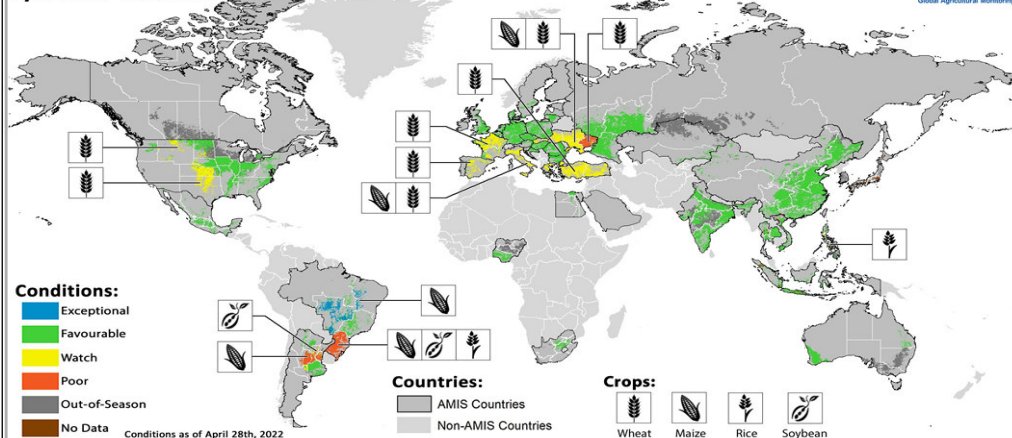 Global Agricultural Monitoring
Conditions:
Exceptional
Favourable
Watch
Poor
Out-of-Season
No Data
Conditions as of April 28th, 2022
Countries:
AMIS Countries
Non-AMIS Countries
Crops:
Wheat
Maize
Rice
Soybean